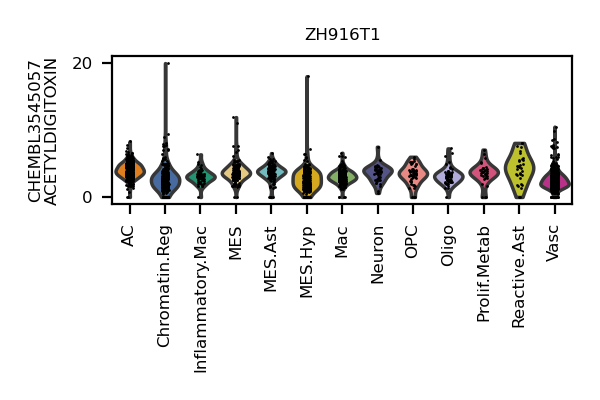 ZH916T1
CHEMBL3545057
ACETYLDIGITOXIN
20
0
AC
Chromatin.Reg
Inflammatory.Mac
MES
MES.Ast
MES.Hyp
Mac
Neuron
OPC
Oligo
Prolif.Metab
Reactive.Ast
Vasc